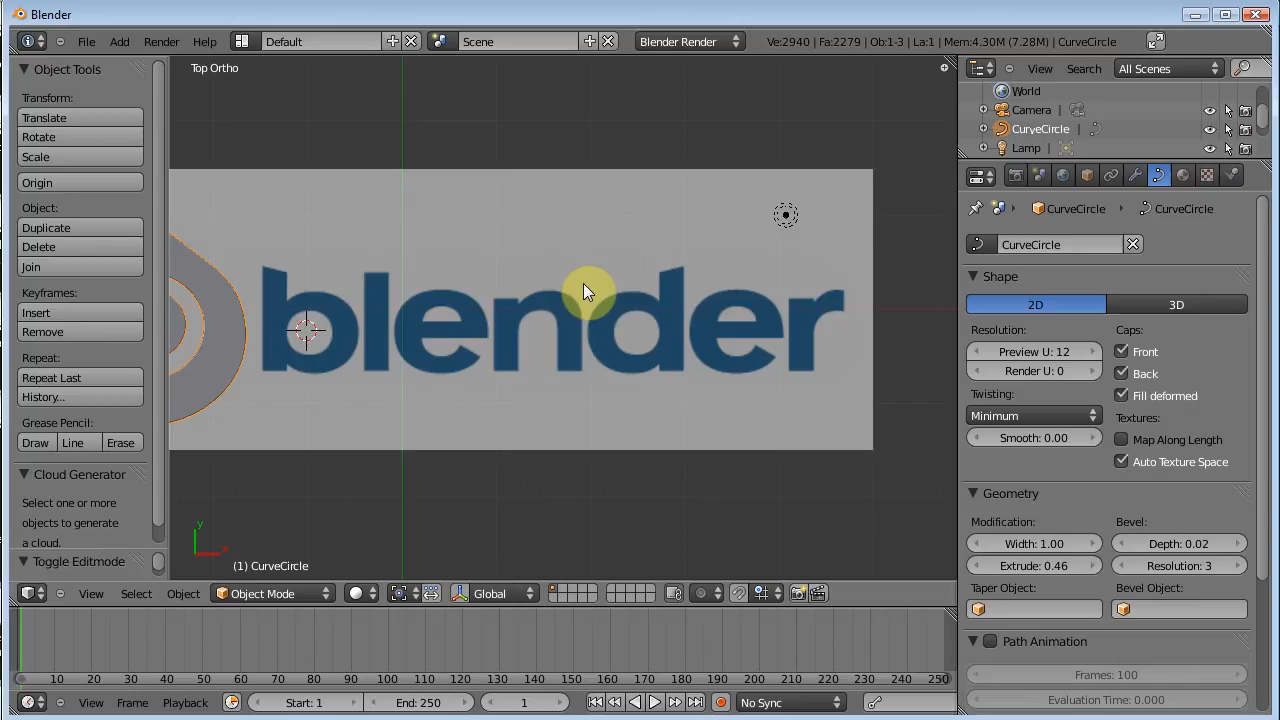 Blender
File Add Render Help Default Scene Blender Render Ve:2940 | Fa:2279 | Ob:1-3 | La:1 | Mem:4.30M (7.28M) | CurveCircle
Object Tools
Transform:
Translate
Rotate
Scale
Origin
Object:
Duplicate
Delete
Join
Keyframes:
Insert
Remove
Repeat:
Repeat Last
History...
Grease Pencil:
Draw Line Erase
Cloud Generator
Select one or more
objects to generate
a cloud.
Toggle Editmode
Top Ortho
blender
y
x
(1) CurveCircle
View Select Object Object Mode Global
10 20 30 40 50 60 70 80 90 100 110 120 130 140 150 160 170 180 190 200 210 220 230 240 250
View Frame Playback Start: 1 End: 250 1 No Sync
View Search All Scenes
World
Camera
CurveCircle
Lamp
CurveCircle CurveCircle
CurveCircle
Shape
2D 3D
Resolution: Caps:
Preview U: 12 Front
Render U: 0 Back
Twisting: Fill deformed
Minimum Textures:
Smooth: 0.00 Map Along Length
Auto Texture Space
Geometry
Modification: Bevel:
Width: 1.00 Depth: 0.02
Extrude: 0.46 Resolution: 3
Taper Object: Bevel Object:
Path Animation
Frames: 100
Evaluation Time: 0.000